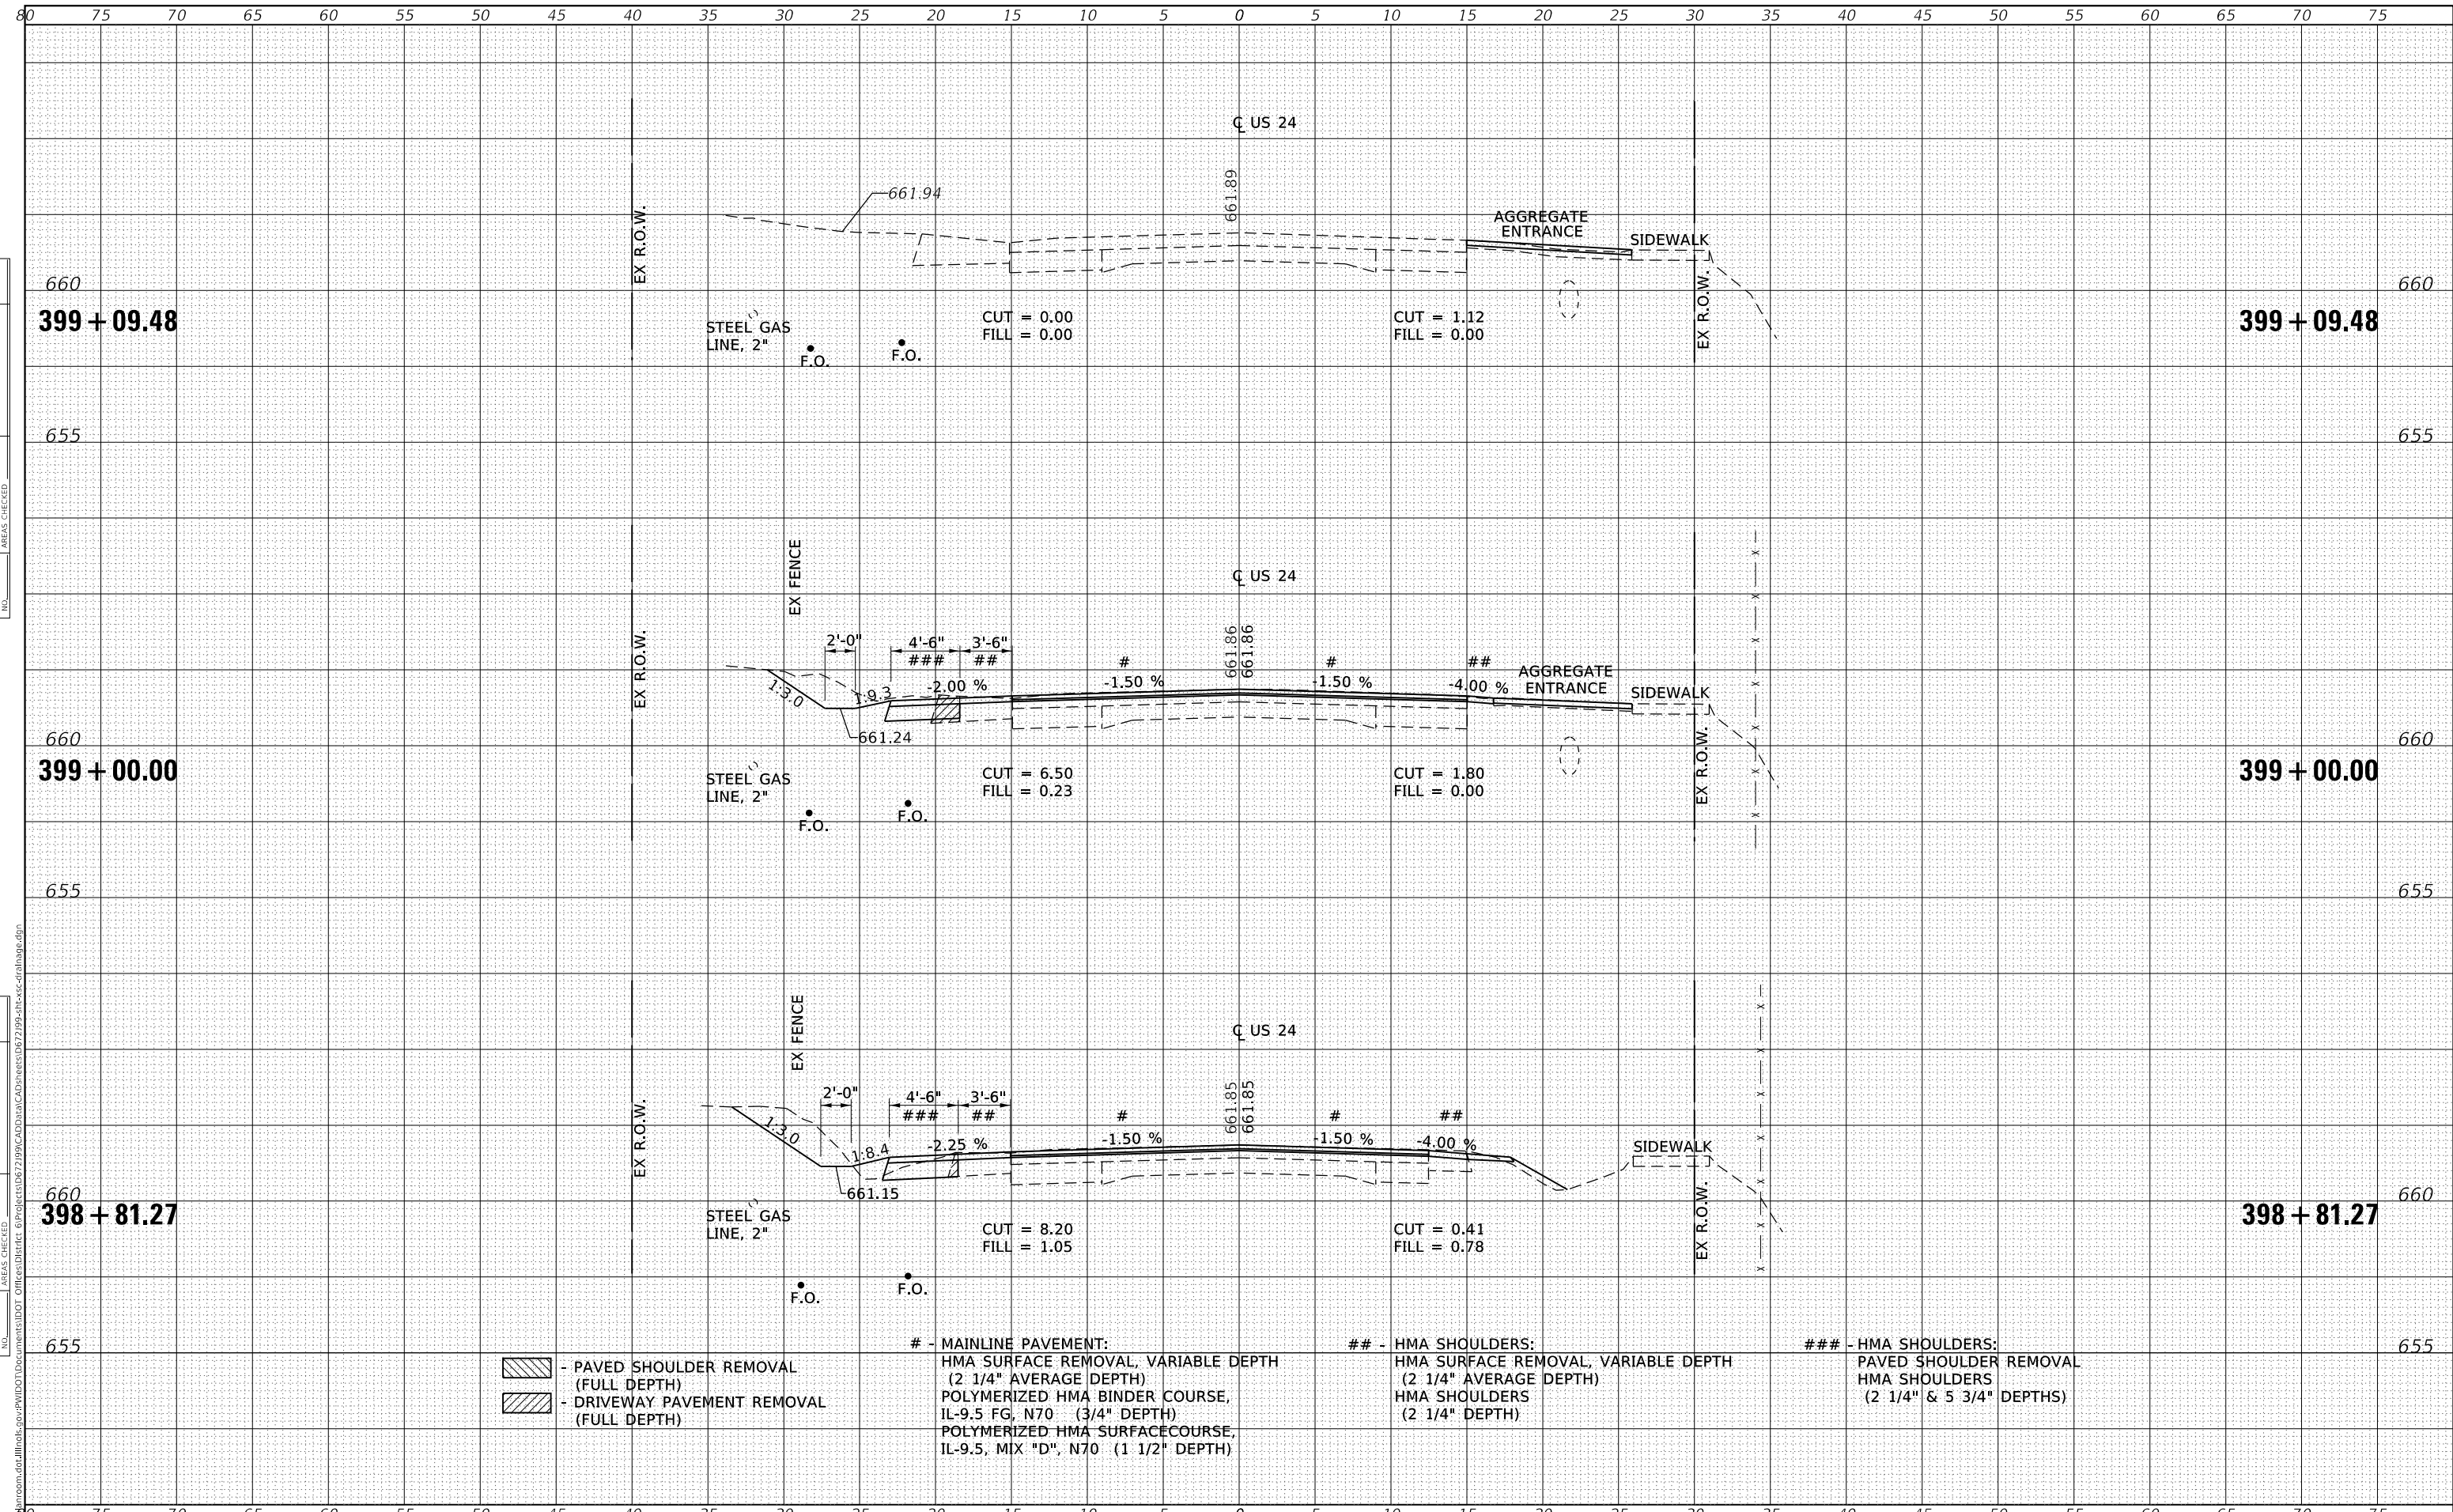 80 75 70 65 60 55 50 45 40 35 30 25 20 15 10 5 0 5 10 15 20 25 30 35 40 45 50 55 60 65 70 75
℄ US 24
661.94
661.89
EX R.O.W.
AGGREGATE
ENTRANCE
SIDEWALK
EX R.O.W.
660
660
399+09.48
399+09.48
STEEL GAS
LINE, 2"
F.O.
F.O.
CUT = 0.00
FILL = 0.00
CUT = 1.12
FILL = 0.00
655
655
AREAS CHECKED
NO.
EX FENCE
℄ US 24
EX R.O.W.
2'-0"
4'-6"
3'-6"
###
##
#
661.86
661.86
#
##
1:3.0
1:9.3
-2.00 %
-1.50 %
-1.50 %
-4.00 %
AGGREGATE
ENTRANCE
SIDEWALK
EX R.O.W.
661.24
660
660
399+00.00
399+00.00
STEEL GAS
LINE, 2"
F.O.
F.O.
CUT = 6.50
FILL = 0.23
CUT = 1.80
FILL = 0.00
655
655
EX FENCE
℄ US 24
EX R.O.W.
2'-0"
4'-6"
3'-6"
###
##
#
661.85
661.85
#
##
1:3.0
1:8.4
-2.25 %
-1.50 %
-1.50 %
-4.00 %
SIDEWALK
EX R.O.W.
661.15
660
660
398+81.27
398+81.27
STEEL GAS
LINE, 2"
F.O.
F.O.
CUT = 8.20
FILL = 1.05
CUT = 0.41
FILL = 0.78
AREAS CHECKED
NO.
655
655
- PAVED SHOULDER REMOVAL
(FULL DEPTH)
- DRIVEWAY PAVEMENT REMOVAL
(FULL DEPTH)
# - MAINLINE PAVEMENT:
HMA SURFACE REMOVAL, VARIABLE DEPTH
(2 1/4" AVERAGE DEPTH)
POLYMERIZED HMA BINDER COURSE,
IL-9.5 FG, N70 (3/4" DEPTH)
POLYMERIZED HMA SURFACECOURSE,
IL-9.5, MIX "D", N70 (1 1/2" DEPTH)
## - HMA SHOULDERS:
HMA SURFACE REMOVAL, VARIABLE DEPTH
(2 1/4" AVERAGE DEPTH)
HMA SHOULDERS
(2 1/4" DEPTH)
### - HMA SHOULDERS:
PAVED SHOULDER REMOVAL
HMA SHOULDERS
(2 1/4" & 5 3/4" DEPTHS)